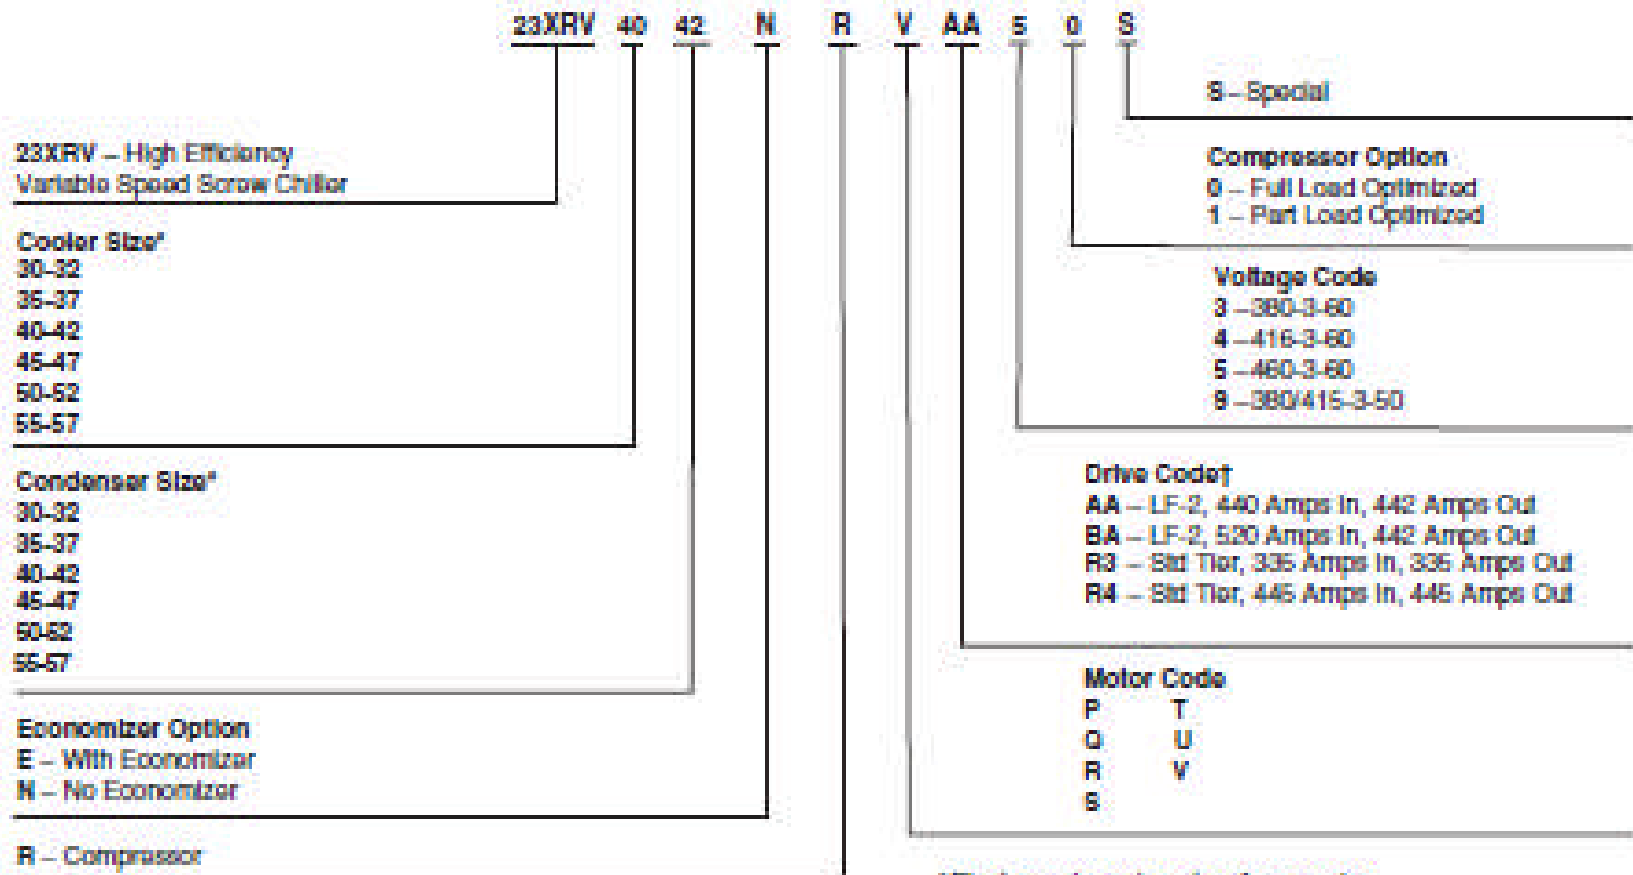 23XRV 40 42 N R V AA 5 0 S
23XRV – High Efficiency
Variable Speed Screw Chiller
Cooler Size*
30-32
35-37
40-42
45-47
50-52
55-57
Condenser Size*
30-32
35-37
40-42
45-47
50-52
55-57
Economizer Option
E – With Economizer
N – No Economizer
R – Compressor
S – Special
Compressor Option
0 – Full Load Optimized
1 – Part Load Optimized
Voltage Code
3 –380-3-60
4 –416-3-60
5 –460-3-60
9 –380/415-3-50
Drive Code†
AA – LF-2, 440 Amps In, 442 Amps Out
BA – LF-2, 520 Amps In, 442 Amps Out
R3 – Std Tier, 335 Amps In, 335 Amps Out
R4 – Std Tier, 445 Amps In, 445 Amps Out
Motor Code
P T
Q U
R V
S